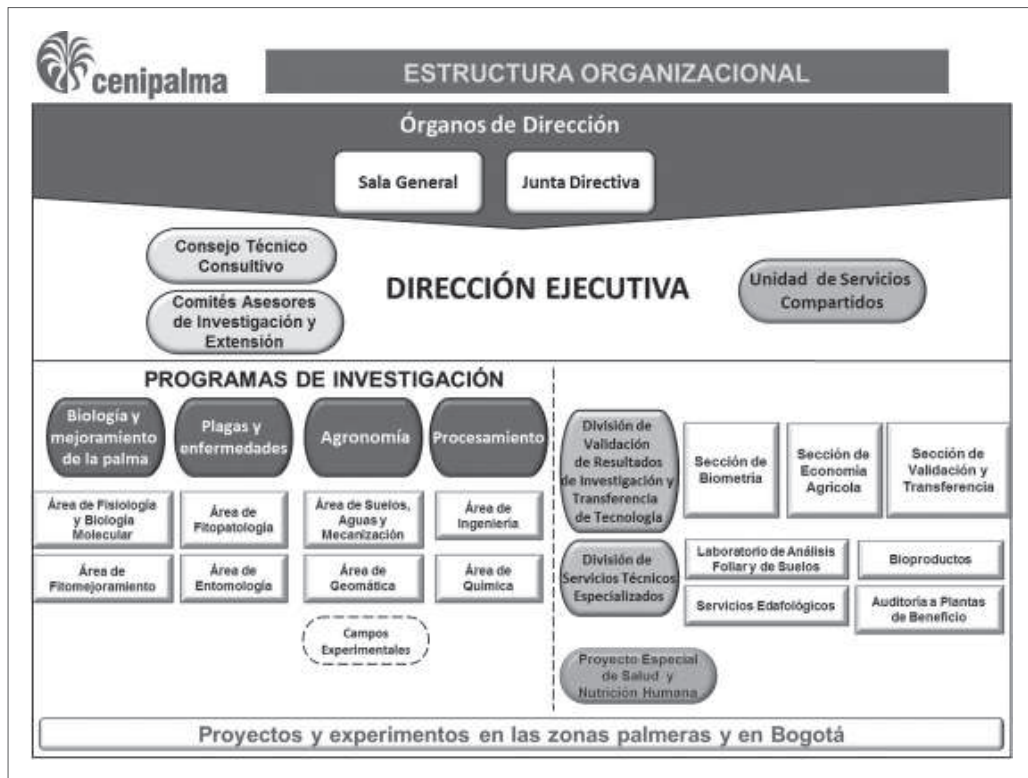 cenipalma
ESTRUCTURA ORGANIZACIONAL
Órganos de Dirección
Sala General
Junta Directiva
Consejo Técnico
Consultivo
Comités Asesores
de Investigación y
Extensión
DIRECCIÓN EJECUTIVA
Unidad de Servicios
Compartidos
PROGRAMAS DE INVESTIGACIÓN
Biología y
mejoramiento
de la palma
Plagas y
enfermedades
Agronomía
Procesamiento
Área de Fisiología
y Biología
Molecular
Área de
Fitopatología
Área de Suelos,
Aguas y
Mecanización
Área de
Ingeniería
Área de
Fitomejoramiento
Área de
Entomología
Área de
Geomática
Área de
Química
Campos
Experimentales
División de
Validación
de Resultados
de Investigación y
Transferencia
de Tecnología
Sección de
Biometría
Sección de
Economía
Agrícola
Sección de
Validación y
Transferencia
División de
Servicios Técnicos
Especializados
Laboratorio de Análisis
Foliar y de Suelos
Bioproductos
Servicios Edafológicos
Auditoría a Plantas
de Beneficio
Proyecto Especial
de Salud y
Nutrición Humana
Proyectos y experimentos en las zonas palmeras y en Bogotá